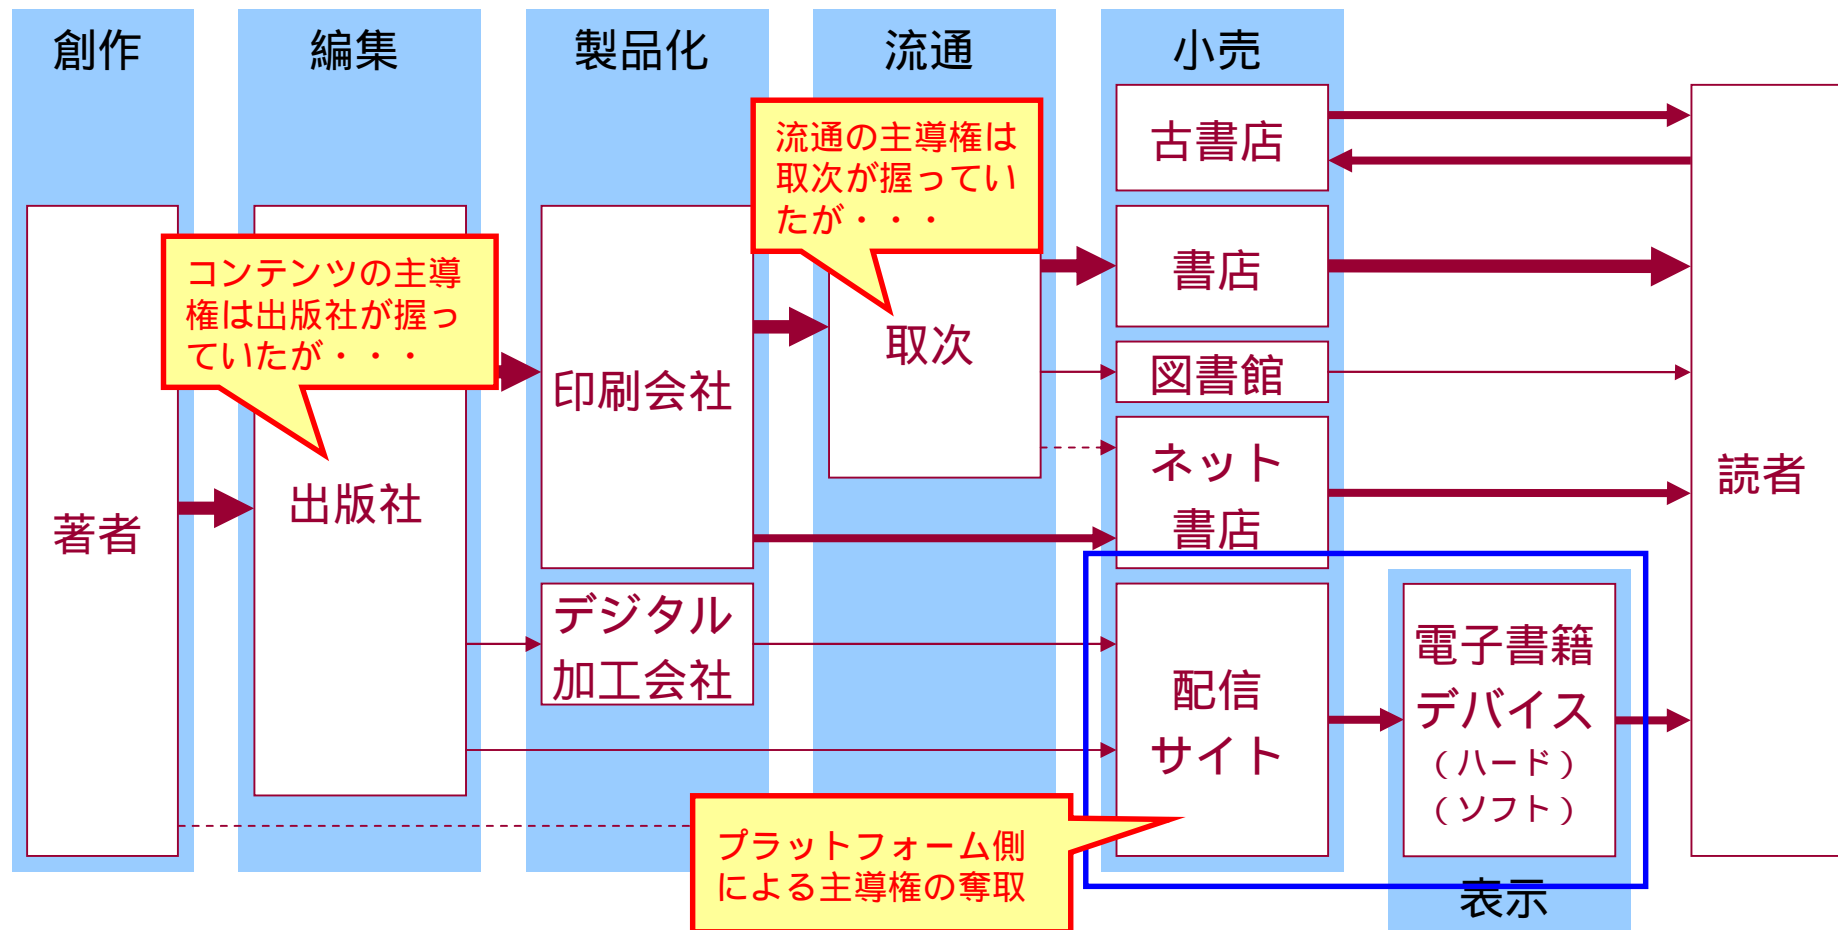 創作
編集
製品化
流通
小売
流通の主導権は
取次が握ってい
たが・・・
コンテンツの主導
権は出版社が握っ
ていたが・・・
著者
出版社
印刷会社
デジタル
加工会社
取次
古書店
書店
図書館
ネット
書店
配信
サイト
電子書籍
デバイス
（ハード）
（ソフト）
表示
読者
プラットフォーム側
による主導権の奪取